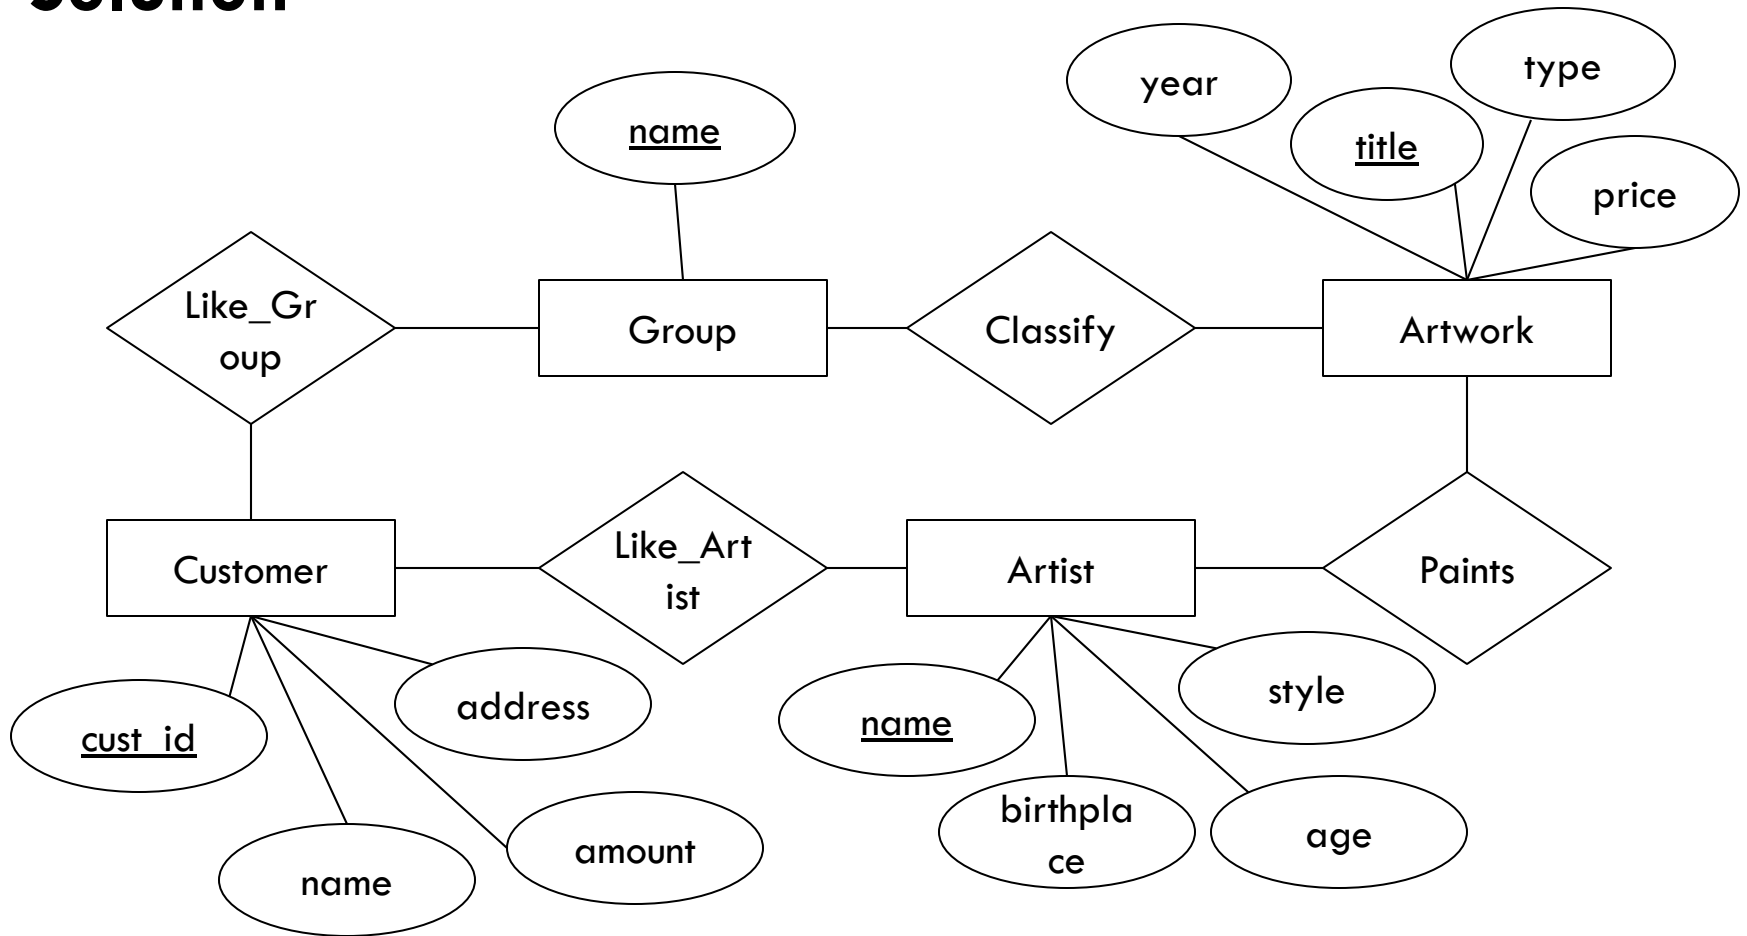 Solution
year
type
name
title
price
Like_Gr
oup
Group
Classify
Artwork
Customer
Like_Art
ist
Artist
Paints
cust_id
address
name
style
name
amount
birthpla
ce
age